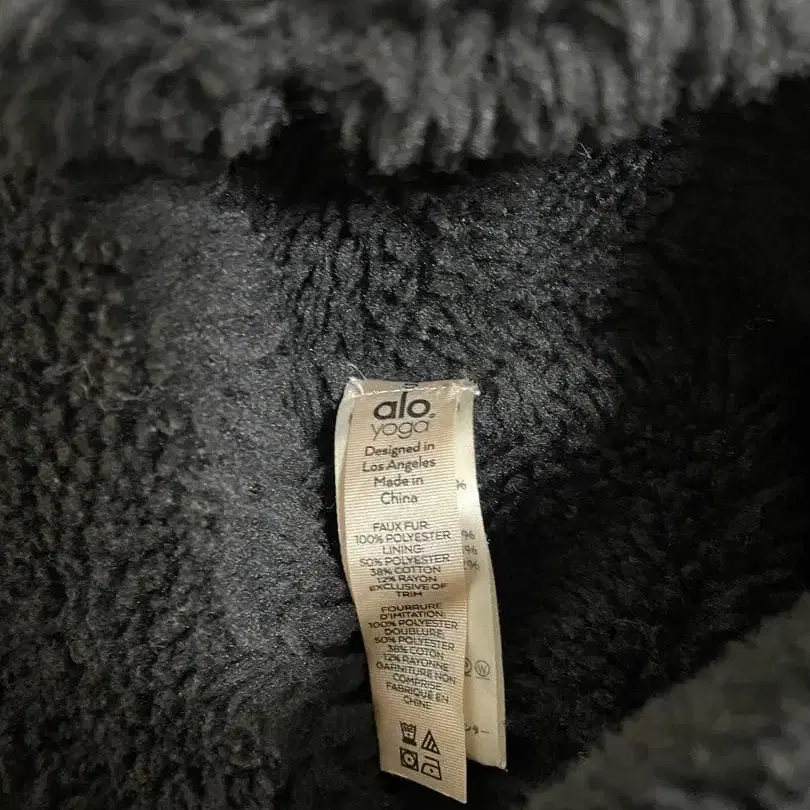 S
alo
yoga
Designed in
Los Angeles
Made in
China
FAUX FUR:
100% POLYESTER
LINING:
50% POLYESTER
38% COTTON
12% RAYON
EXCLUSIVE OF
TRIM
FOURRURE
D'IMITATION:
100% POLYESTER
DOUBLURE:
50% POLYESTER
38% COTON
12% RAYONNE
GARNITURE NON
COMPRISE
FABRIQUÉ EN
CHINE
%
%
%
%
W